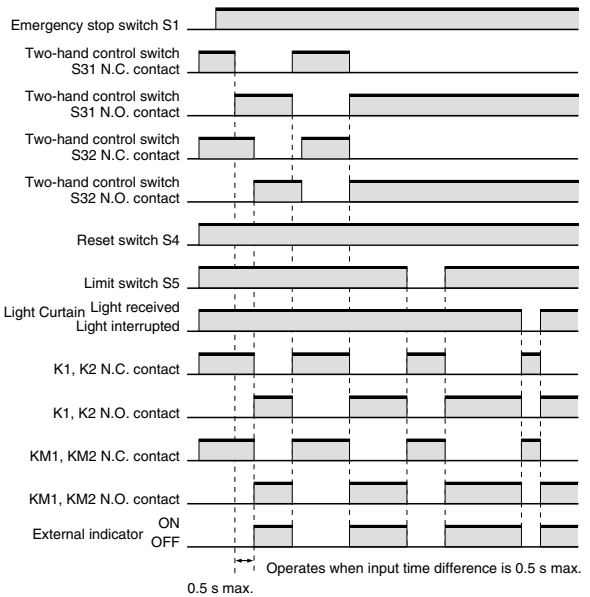 Emergency stop switch S1
Two-hand control switch
S31 N.C. contact
Two-hand control switch
S31 N.O. contact
Two-hand control switch
S32 N.C. contact
Two-hand control switch
S32 N.O. contact
Reset switch S4
Limit switch S5
Light Curtain Light received
Light interrupted
K1, K2 N.C. contact
K1, K2 N.O. contact
KM1, KM2 N.C. contact
KM1, KM2 N.O. contact
External indicator ON
OFF
Operates when input time difference is 0.5 s max.
0.5 s max.